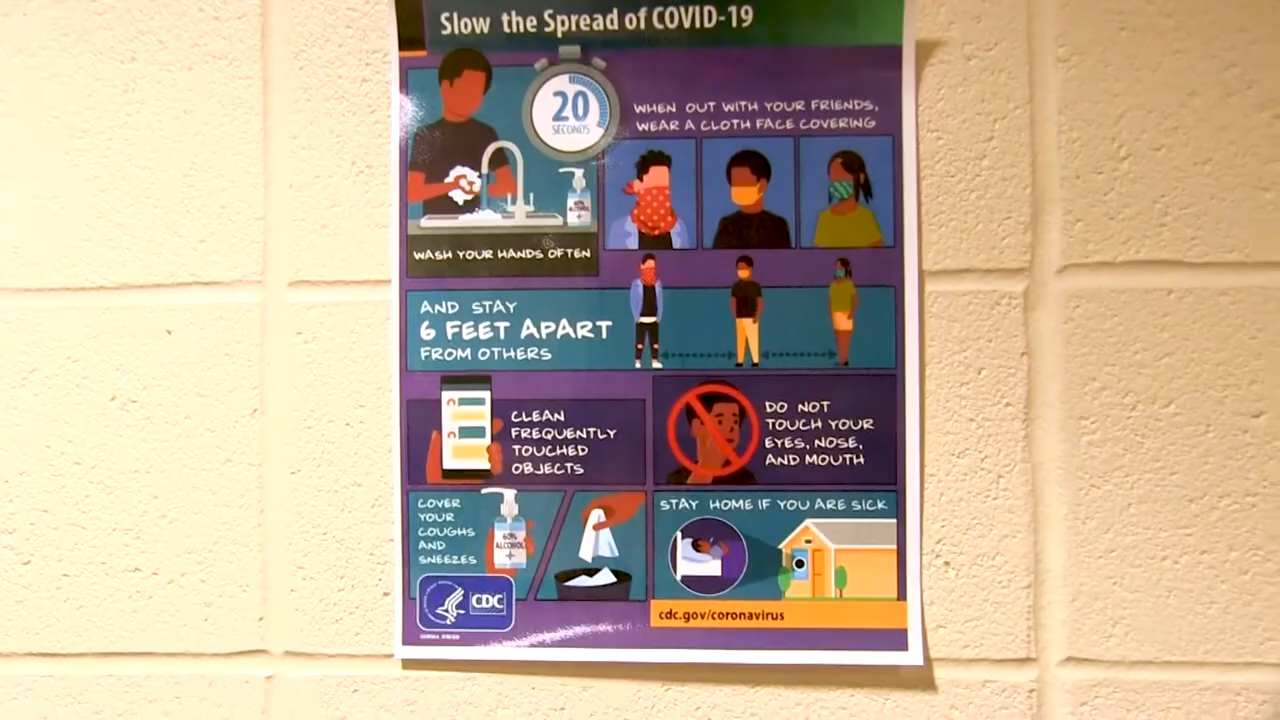 Slow the Spread of COVID-19
20
SECONDS
WHEN OUT WITH YOUR FRIENDS,
WEAR A CLOTH FACE COVERING
60%
ALCOHOL
WASH YOUR HANDS OFTEN
AND STAY
6 FEET APART
FROM OTHERS
CLEAN
FREQUENTLY
TOUCHED
OBJECTS
DO NOT
TOUCH YOUR
EYES, NOSE,
AND MOUTH
COVER
YOUR
COUGHS
AND
SNEEZES
60%
ALCOHOL
STAY HOME IF YOU ARE SICK
CDC
cdc.gov/coronavirus